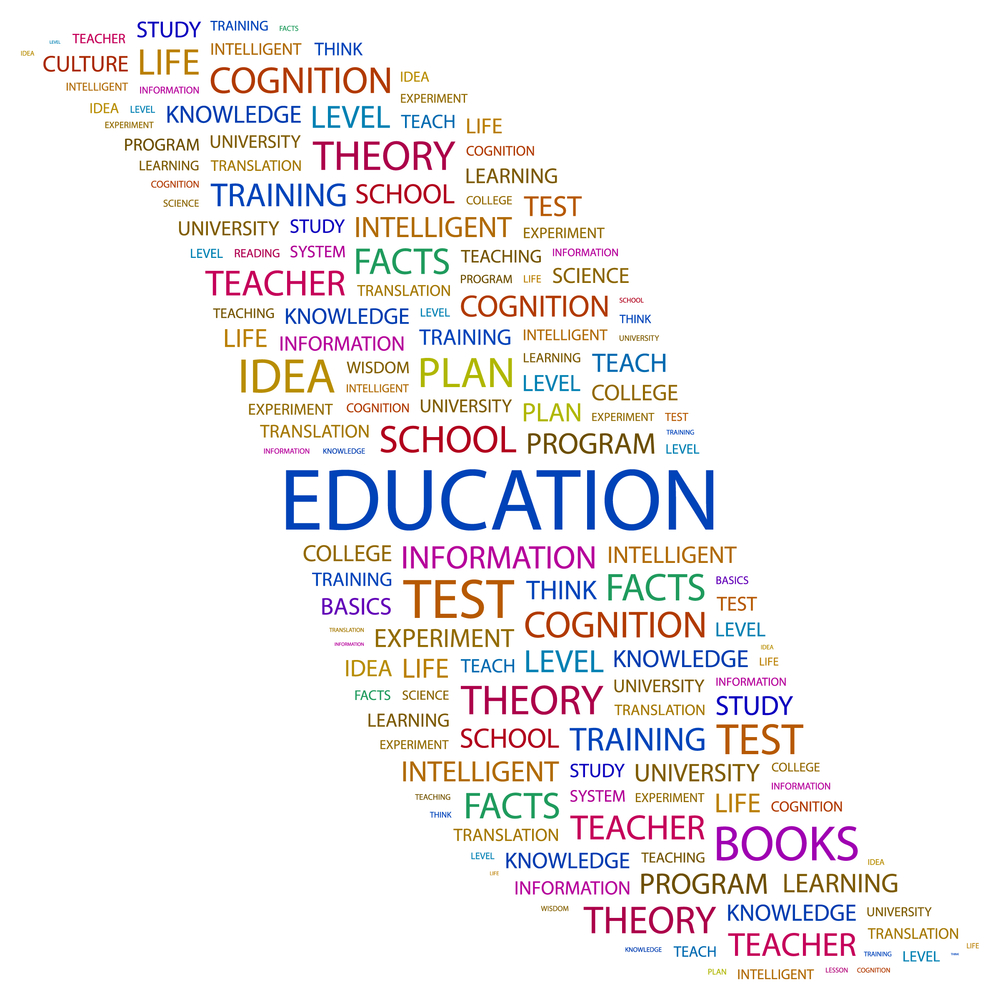 STUDY TRAINING FACTS
IDEA LEVEL TEACHER INTELLIGENT THINK
CULTURE LIFE COGNITION IDEA
INTELLIGENT INFORMATION EXPERIMENT
IDEA LEVEL KNOWLEDGE LEVEL TEACH LIFE
EXPERIMENT
PROGRAM UNIVERSITY THEORY COGNITION
LEARNING TRANSLATION LEARNING
COGNITION TRAINING SCHOOL COLLEGE TEST
SCIENCE
UNIVERSITY STUDY INTELLIGENT EXPERIMENT
LEVEL READING SYSTEM FACTS TEACHING INFORMATION
TEACHER TRANSLATION PROGRAM LIFE SCIENCE
TEACHING KNOWLEDGE LEVEL COGNITION SCHOOL
THINK
LIFE INFORMATION TRAINING INTELLIGENT UNIVERSITY
IDEA WISDOM PLAN LEARNING TEACH
INTELLIGENT LEVEL COLLEGE
EXPERIMENT COGNITION UNIVERSITY PLAN EXPERIMENT TEST
TRANSLATION SCHOOL PROGRAM TRAINING
INFORMATION KNOWLEDGE LEVEL
EDUCATION
COLLEGE INFORMATION INTELLIGENT
TRAINING TEST THINK FACTS BASICS
BASICS TEST
TRANSLATION EXPERIMENT COGNITION LEVEL
INFORMATION
IDEA LIFE TEACH LEVEL KNOWLEDGE IDEA
LIFE
FACTS SCIENCE THEORY UNIVERSITY INFORMATION
LEARNING TRANSLATION STUDY
EXPERIMENT SCHOOL TRAINING TEST
INTELLIGENT STUDY UNIVERSITY COLLEGE
TEACHING FACTS SYSTEM EXPERIMENT LIFE INFORMATION
THINK COGNITION
TRANSLATION TEACHER BOOKS
LEVEL KNOWLEDGE TEACHING IDEA
LIFE INFORMATION PROGRAM LEARNING
WISDOM THEORY KNOWLEDGE UNIVERSITY
TRANSLATION
KNOWLEDGE TEACH TEACHER TRAINING LEVEL THINK LIFE
PLAN INTELLIGENT LESSON COGNITION